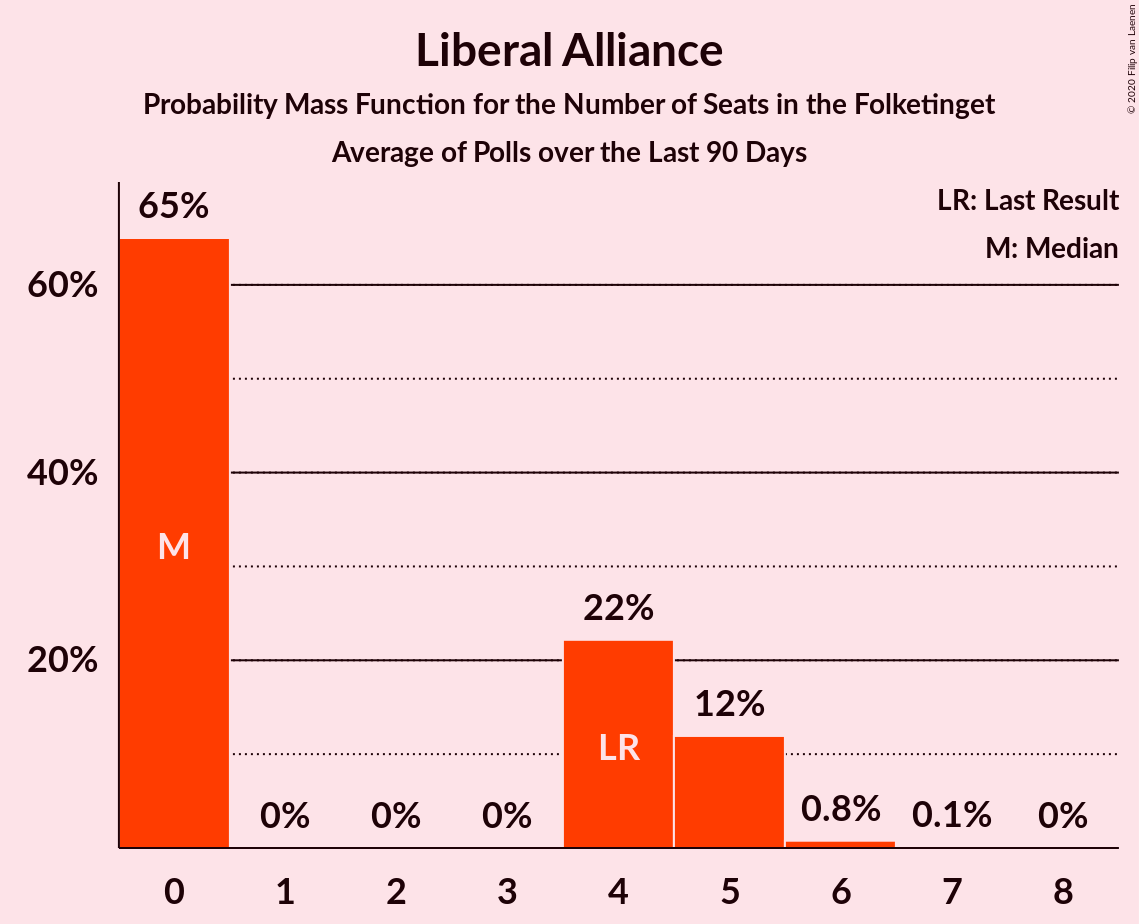 Liberal Alliance
Probability Mass Function for the Number of Seats in the Folketinget
Average of Polls over the Last 90 Days
© 2020 Filip van Laenen
LR: Last Result
M: Median
65%
60%
40%
20%
M
0%
0%
0%
22%
LR
12%
0.8%
0.1%
0%
0 1 2 3 4 5 6 7 8